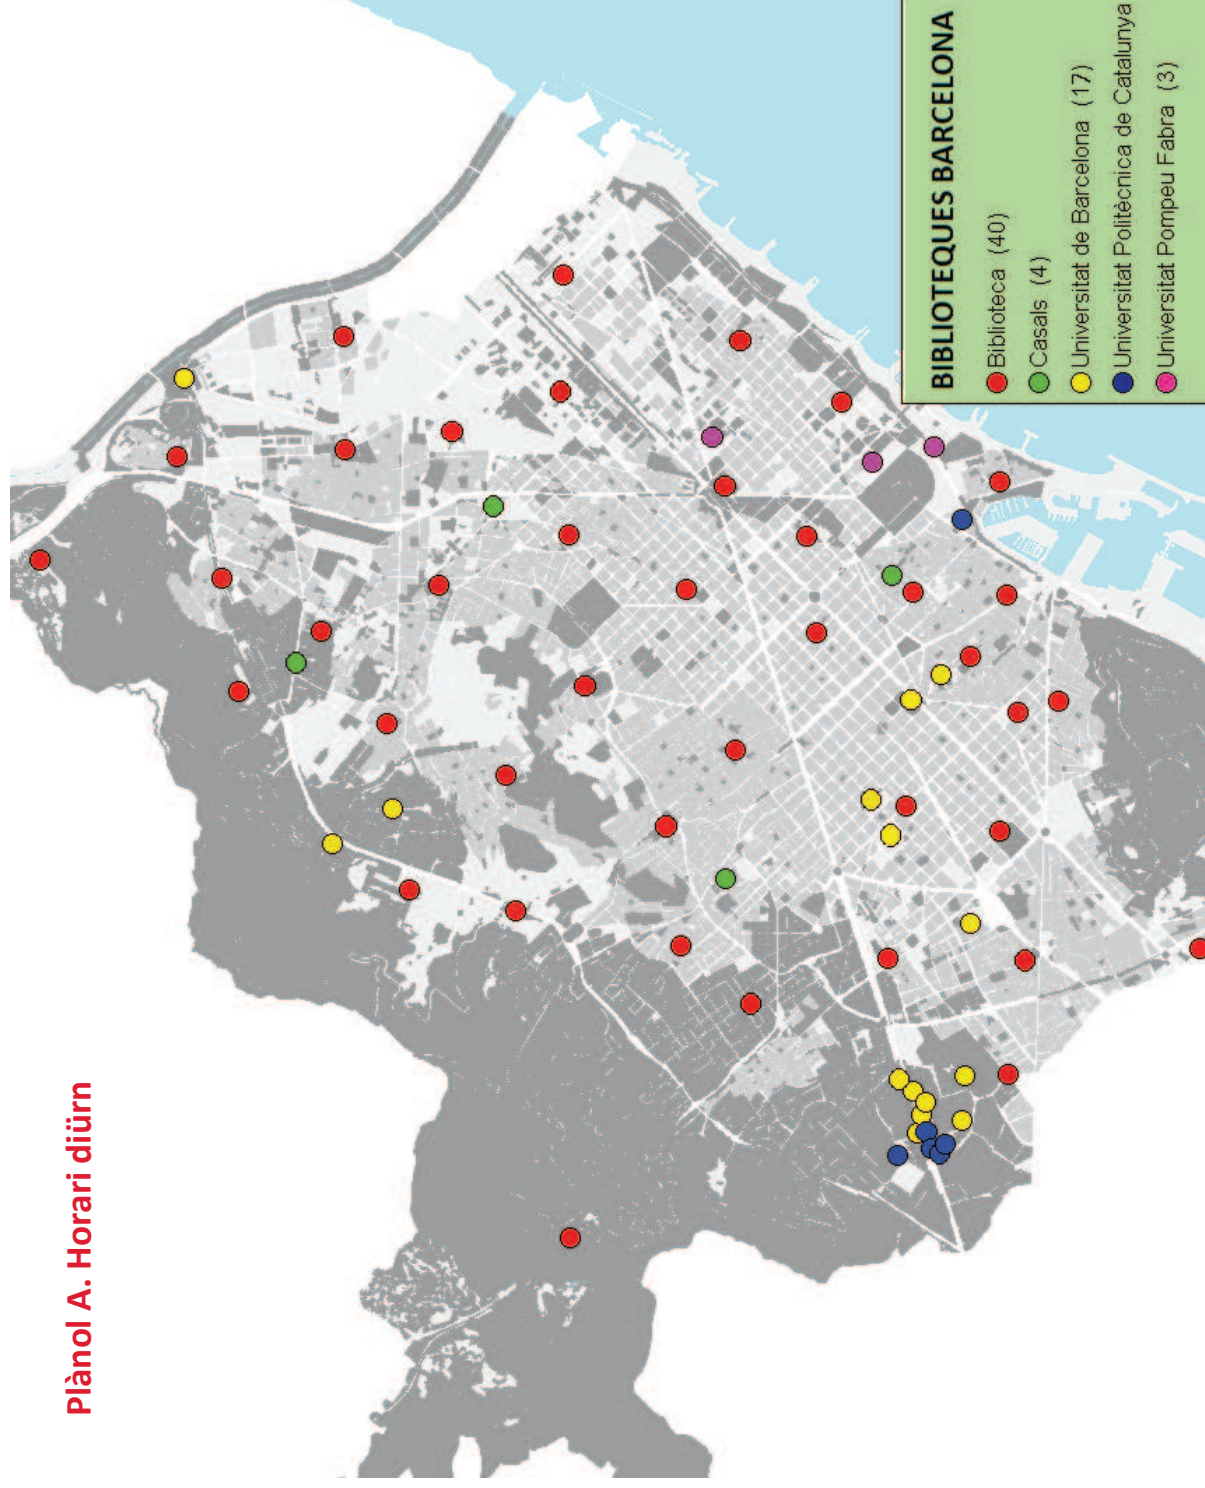 Plànol A. Horari diürn
BIBLIOTEQUES BARCELONA
Biblioteca (40)
Casals (4)
Universitat de Barcelona (17)
Universitat Politècnica de Catalunya
Universitat Pompeu Fabra (3)